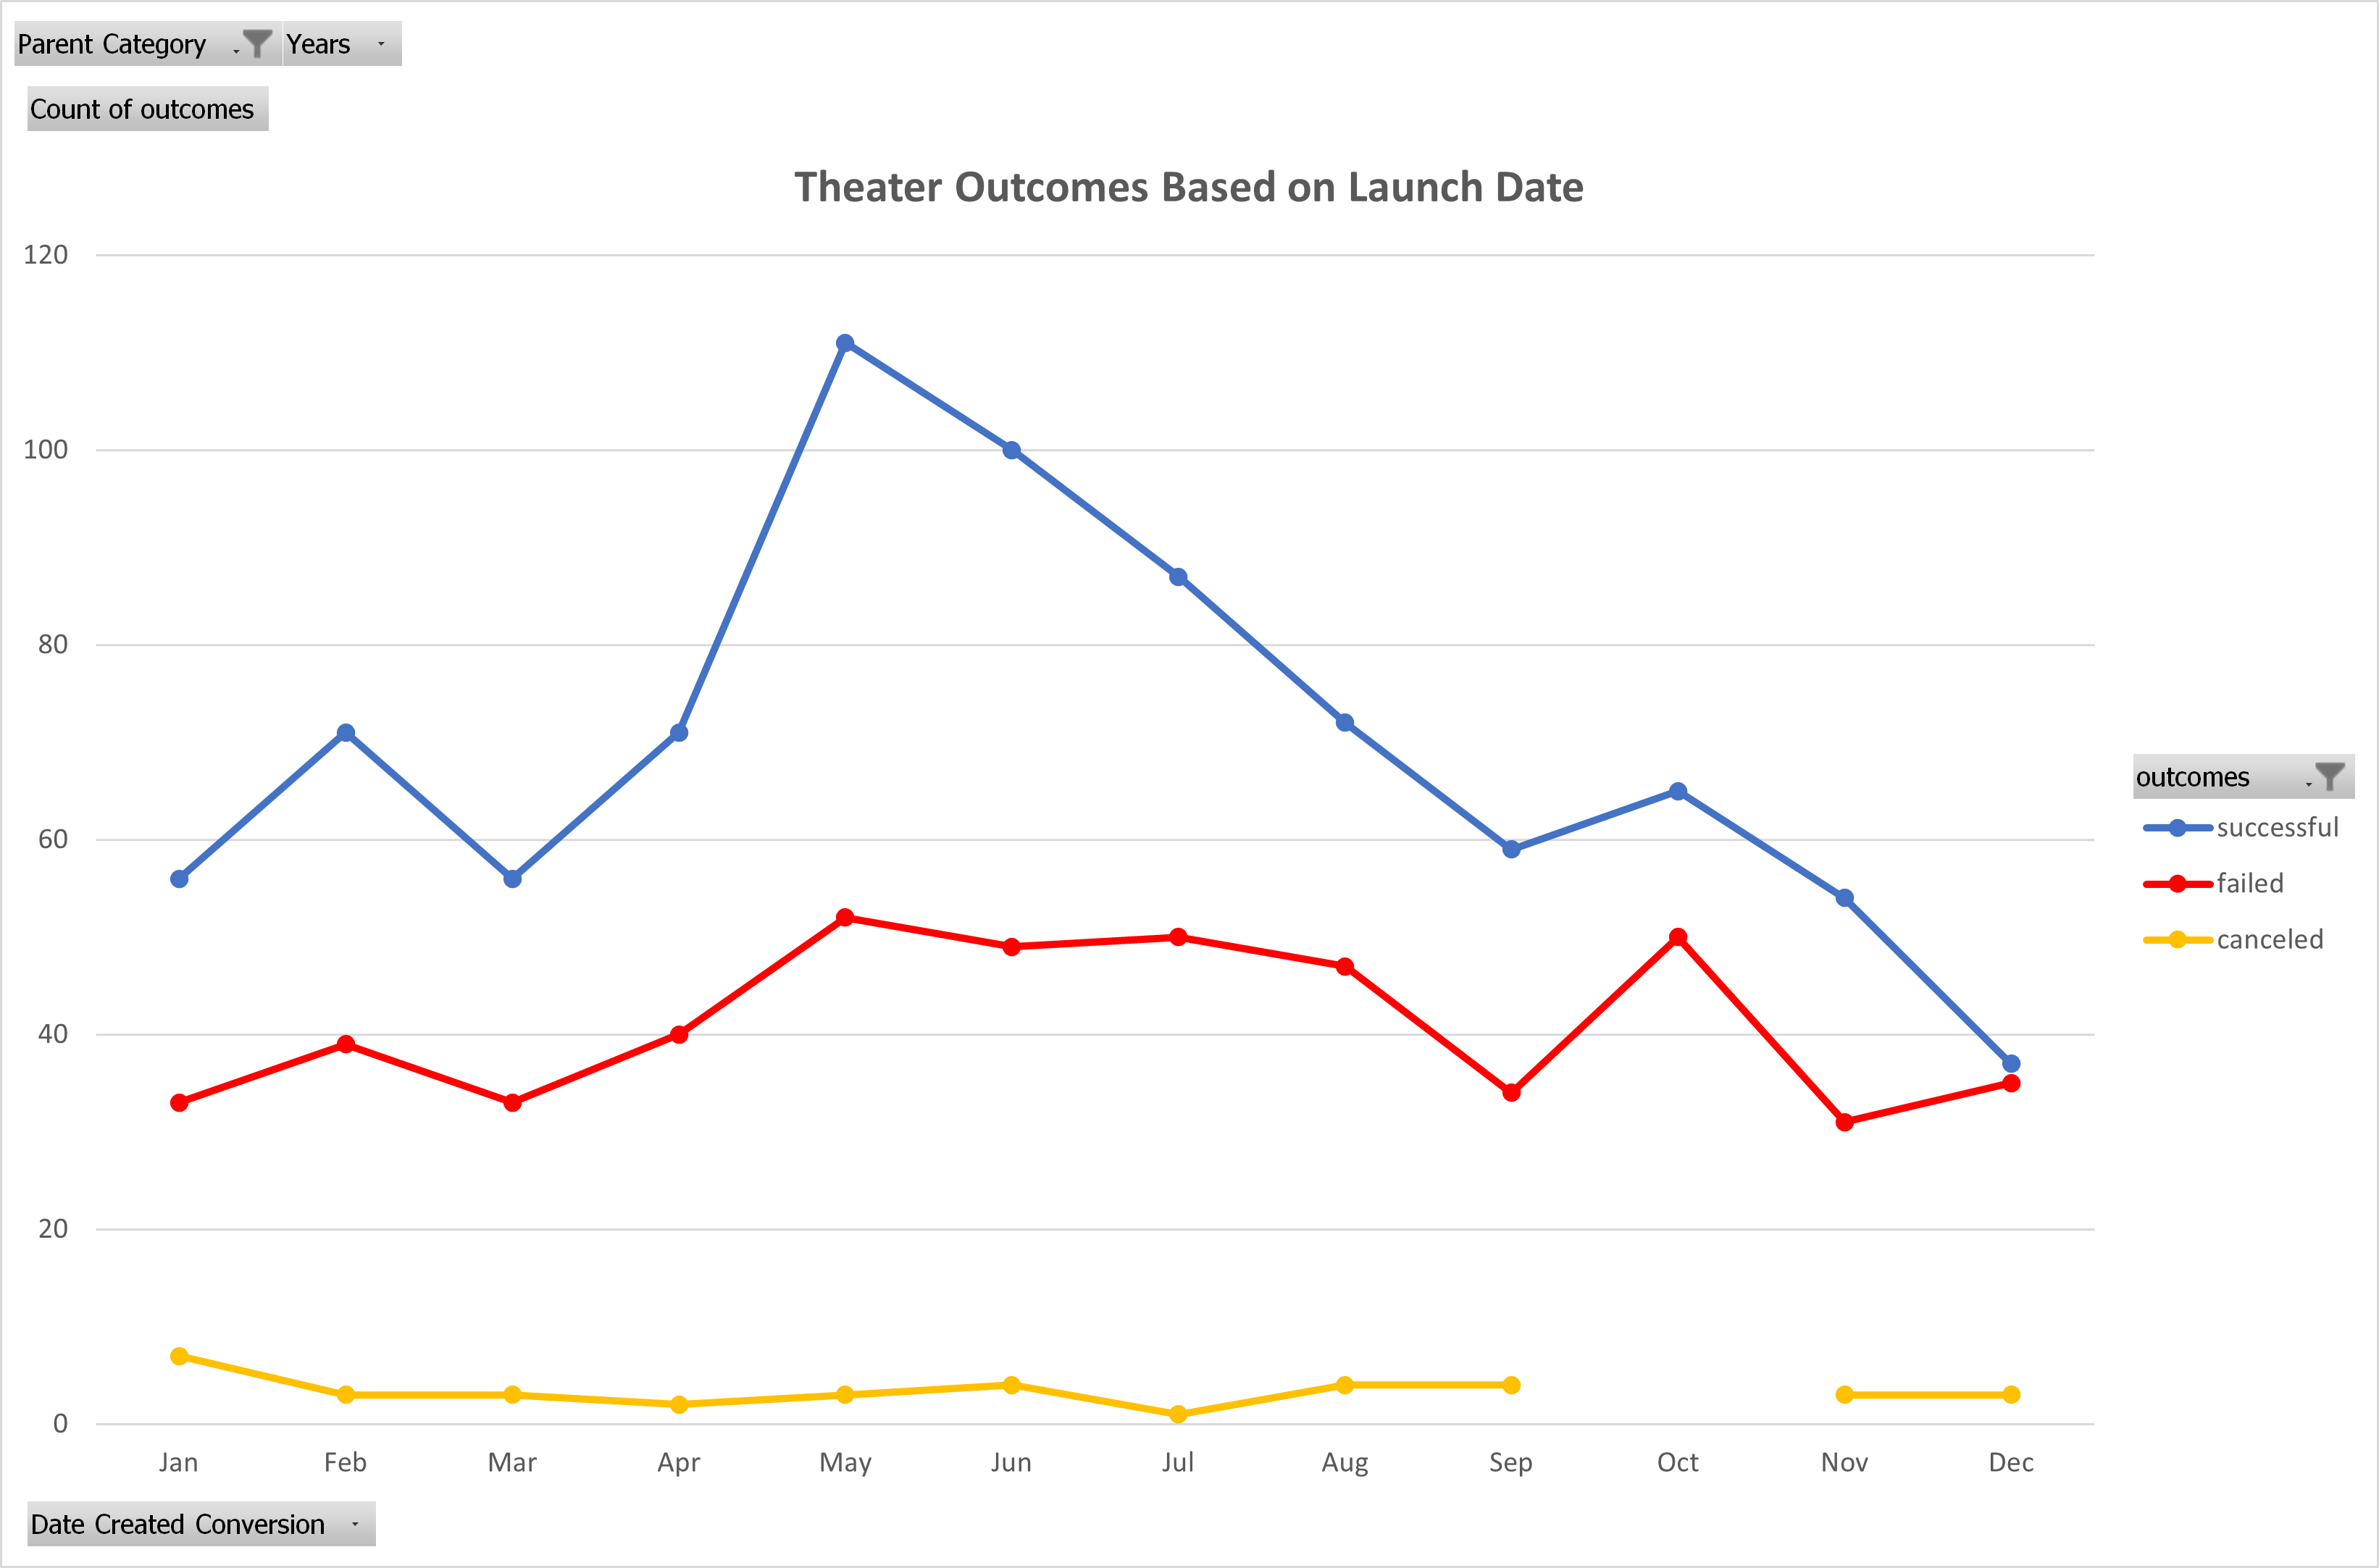 Parent Category Years
Count of outcomes
Theater Outcomes Based on Launch Date
120
100
80
60
40
20
0
Jan Feb Mar Apr May Jun Jul Aug Sep Oct Nov Dec
outcomes
successful
failed
canceled
Date Created Conversion